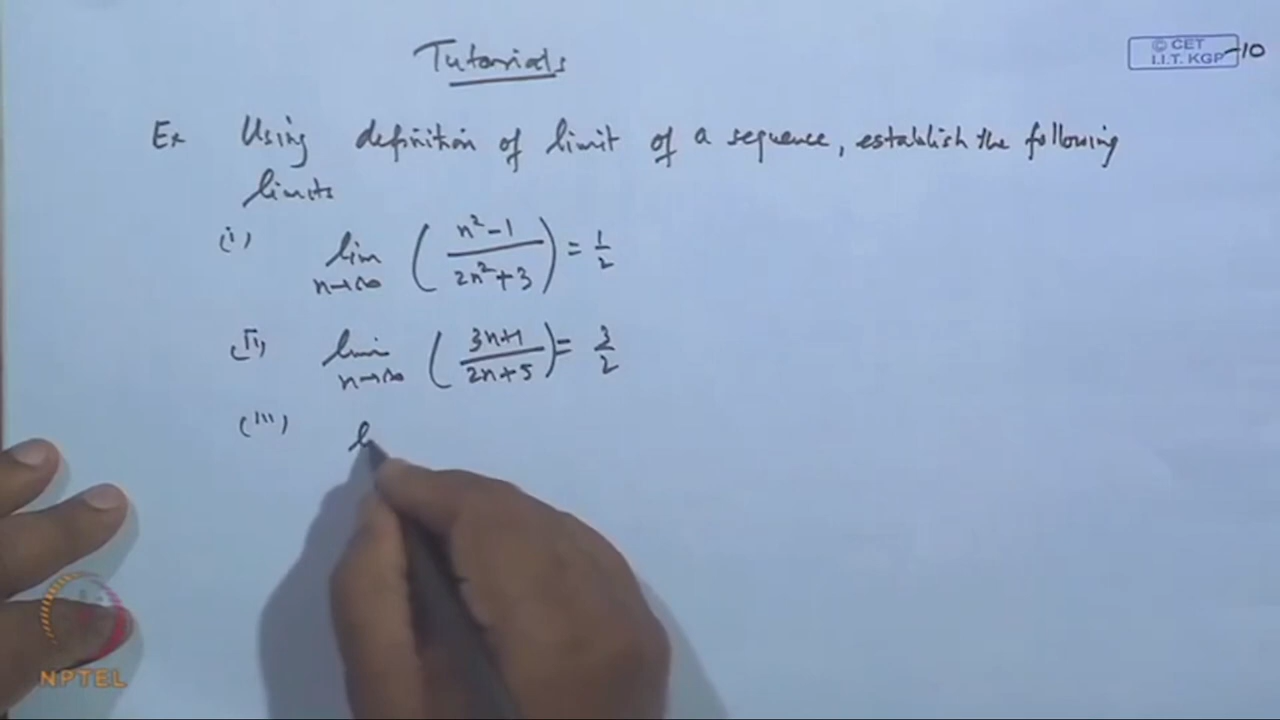 Tutorials
© CET
I.I.T. KGP -10
Ex Using definition of limit of a sequence, establish the following
limits
(i) lim n→∞ ( n²-1 / 2n²+3 ) = 1/2
(ii) lim n→∞ ( 3n+1 / 2n+5 ) = 3/2
(iii)
NPTEL